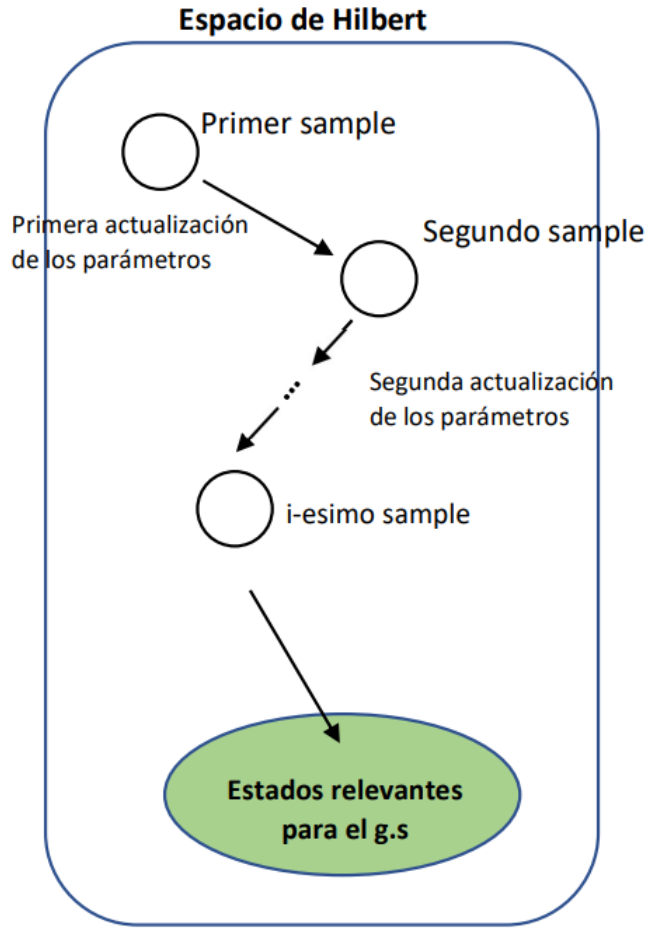 Espacio de Hilbert
Primer sample
Primera actualización
de los parámetros
Segundo sample
Segunda actualización
de los parámetros
i-esimo sample
Estados relevantes
para el g.s